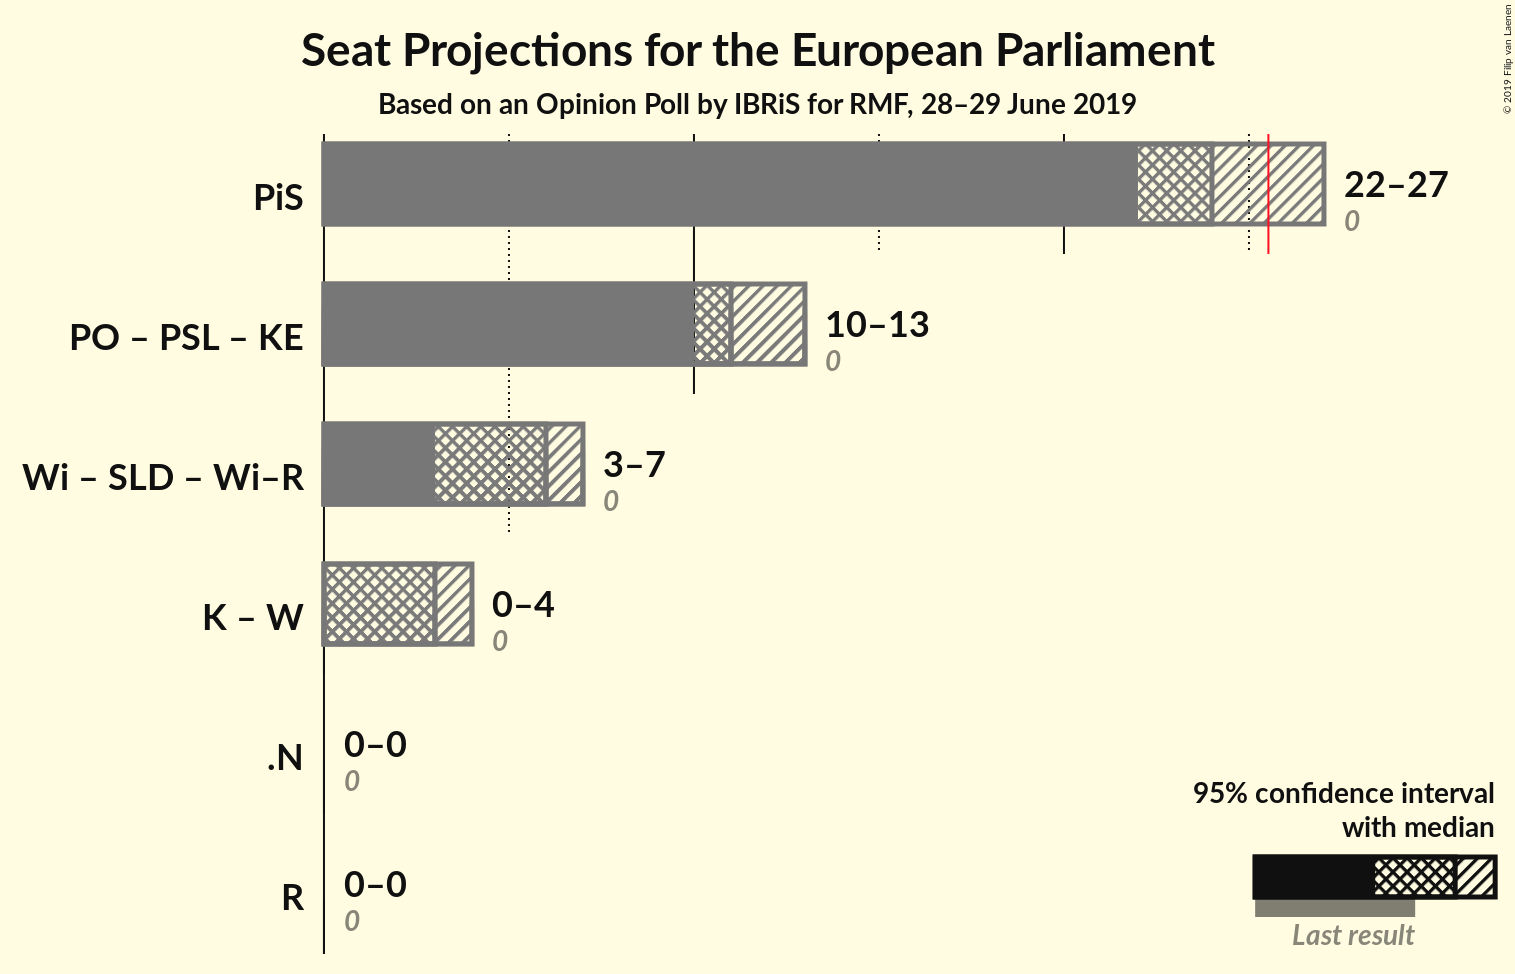 Seat Projections for the European Parliament
Based on an Opinion Poll by IBRiS for RMF, 28–29 June 2019
© 2019 Filip van Laenen
PiS
22–27
0
PO – PSL – KE
10–13
0
Wi – SLD – Wi–R
3–7
0
K – W
0–4
0
.N
0–0
0
R
0–0
0
95% confidence interval
with median
Last result